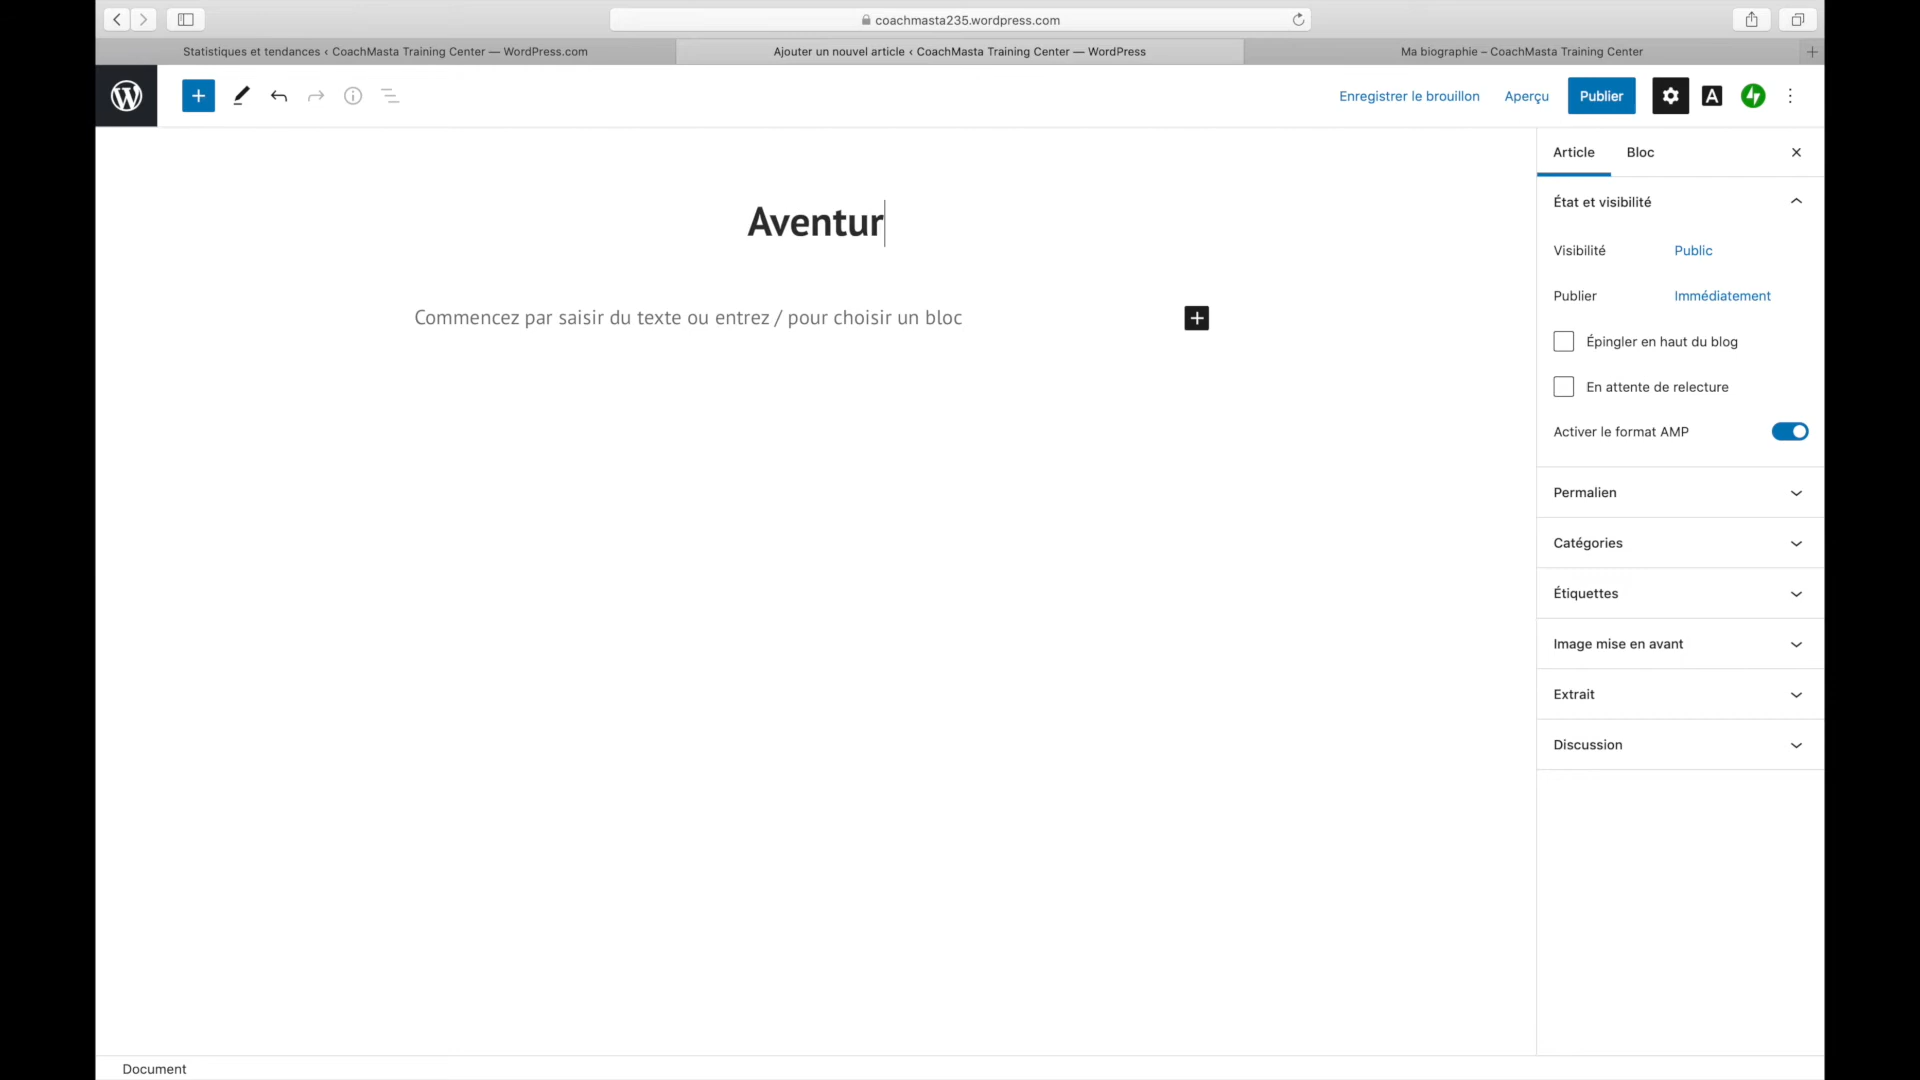 coachmasta235.wordpress.com
Statistiques et tendances ‹ CoachMasta Training Center — WordPress.com
Ajouter un nouvel article ‹ CoachMasta Training Center — WordPress
Ma biographie – CoachMasta Training Center
Enregistrer le brouillon
Aperçu
Publier
A
Article
Bloc
État et visibilité
Aventur
Visibilité
Public
Publier
Immédiatement
Commencez par saisir du texte ou entrez / pour choisir un bloc
Épingler en haut du blog
En attente de relecture
Activer le format AMP
Permalien
Catégories
Étiquettes
Image mise en avant
Extrait
Discussion
Document